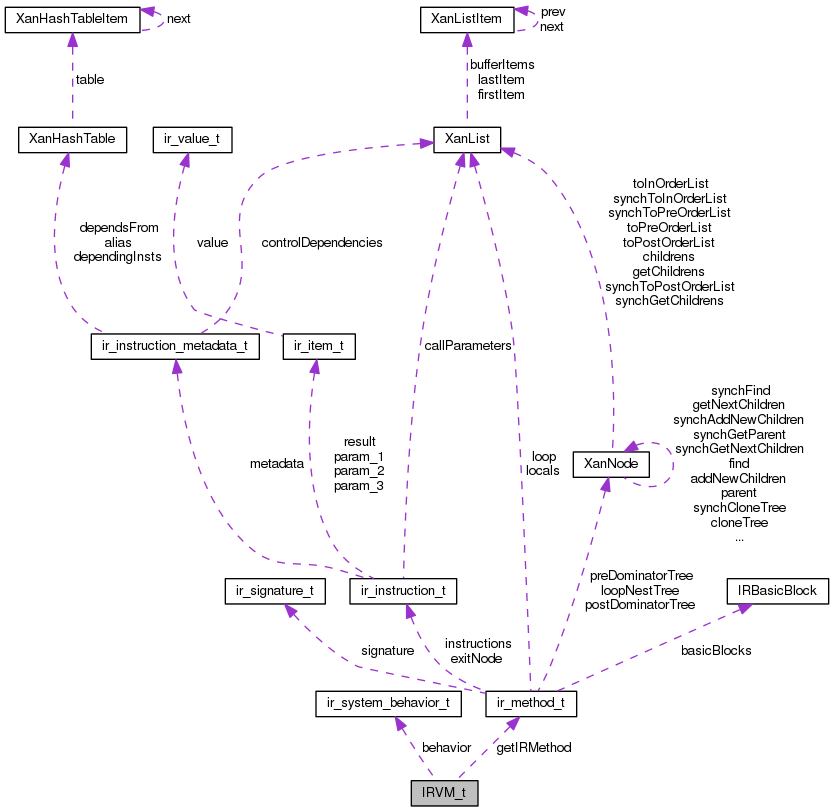 XanHashTableItem
next
XanListItem
prev
next
table
bufferItems
lastItem
firstItem
XanHashTable
ir_value_t
XanList
dependsFrom
alias
dependingInsts
value
controlDependencies
toInOrderList
synchToInOrderList
synchToPreOrderList
toPreOrderList
toPostOrderList
childrens
getChildrens
synchToPostOrderList
synchGetChildrens
ir_instruction_metadata_t
ir_item_t
callParameters
metadata
result
param_1
param_2
param_3
loop
locals
XanNode
synchFind
getNextChildren
synchAddNewChildren
synchGetParent
synchGetNextChildren
find
addNewChildren
parent
synchCloneTree
cloneTree
...
ir_signature_t
ir_instruction_t
preDominatorTree
loopNestTree
postDominatorTree
IRBasicBlock
signature
instructions
exitNode
basicBlocks
ir_system_behavior_t
ir_method_t
behavior
getIRMethod
IRVM_t